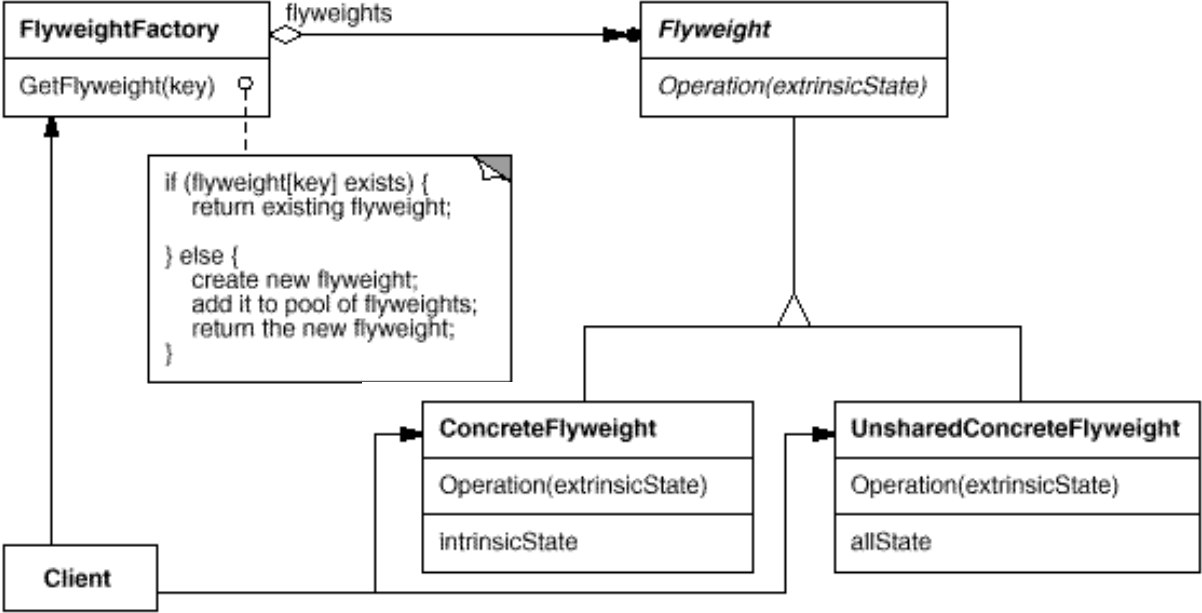 FlyweightFactory
flyweights
Flyweight
GetFlyweight(key)
Operation(extrinsicState)
if (flyweight[key] exists) {
return existing flyweight;
} else {
create new flyweight;
add it to pool of flyweights;
return the new flyweight;
}
ConcreteFlyweight
Operation(extrinsicState)
intrinsicState
UnsharedConcreteFlyweight
Operation(extrinsicState)
allState
Client